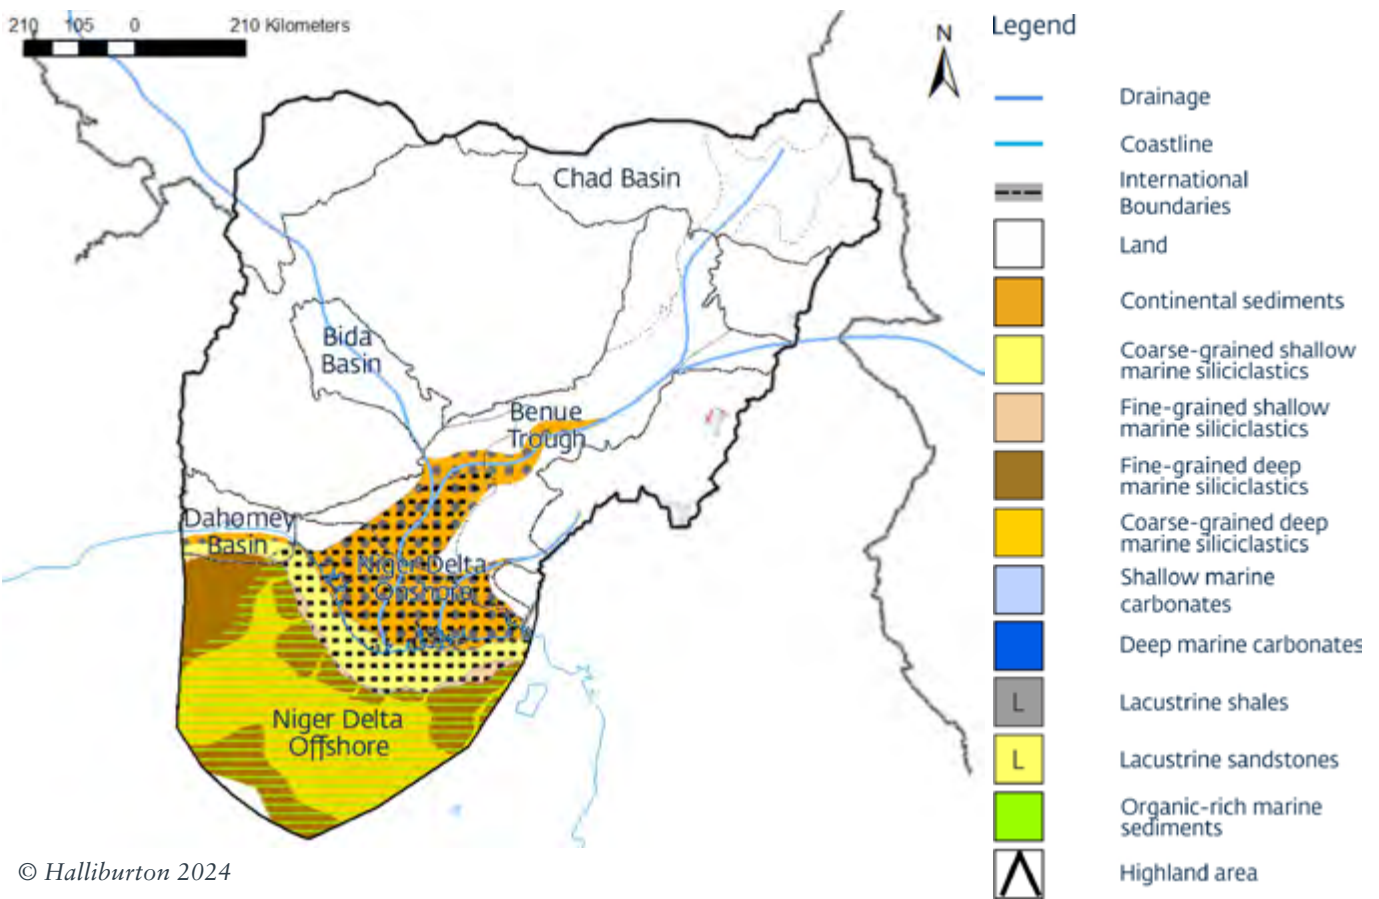 210 105 0 210 Kilometers
N
Chad Basin
Bida
Basin
Benue
Trough
Dahomey
Basin
Niger Delta
Onshore
Niger Delta
Offshore
© Halliburton 2024
Legend
Drainage
Coastline
International
Boundaries
Land
Continental sediments
Coarse-grained shallow
marine siliciclastics
Fine-grained shallow
marine siliciclastics
Fine-grained deep
marine siliciclastics
Coarse-grained deep
marine siliciclastics
Shallow marine
carbonates
Deep marine carbonates
L Lacustrine shales
L Lacustrine sandstones
Organic-rich marine
sediments
Highland area